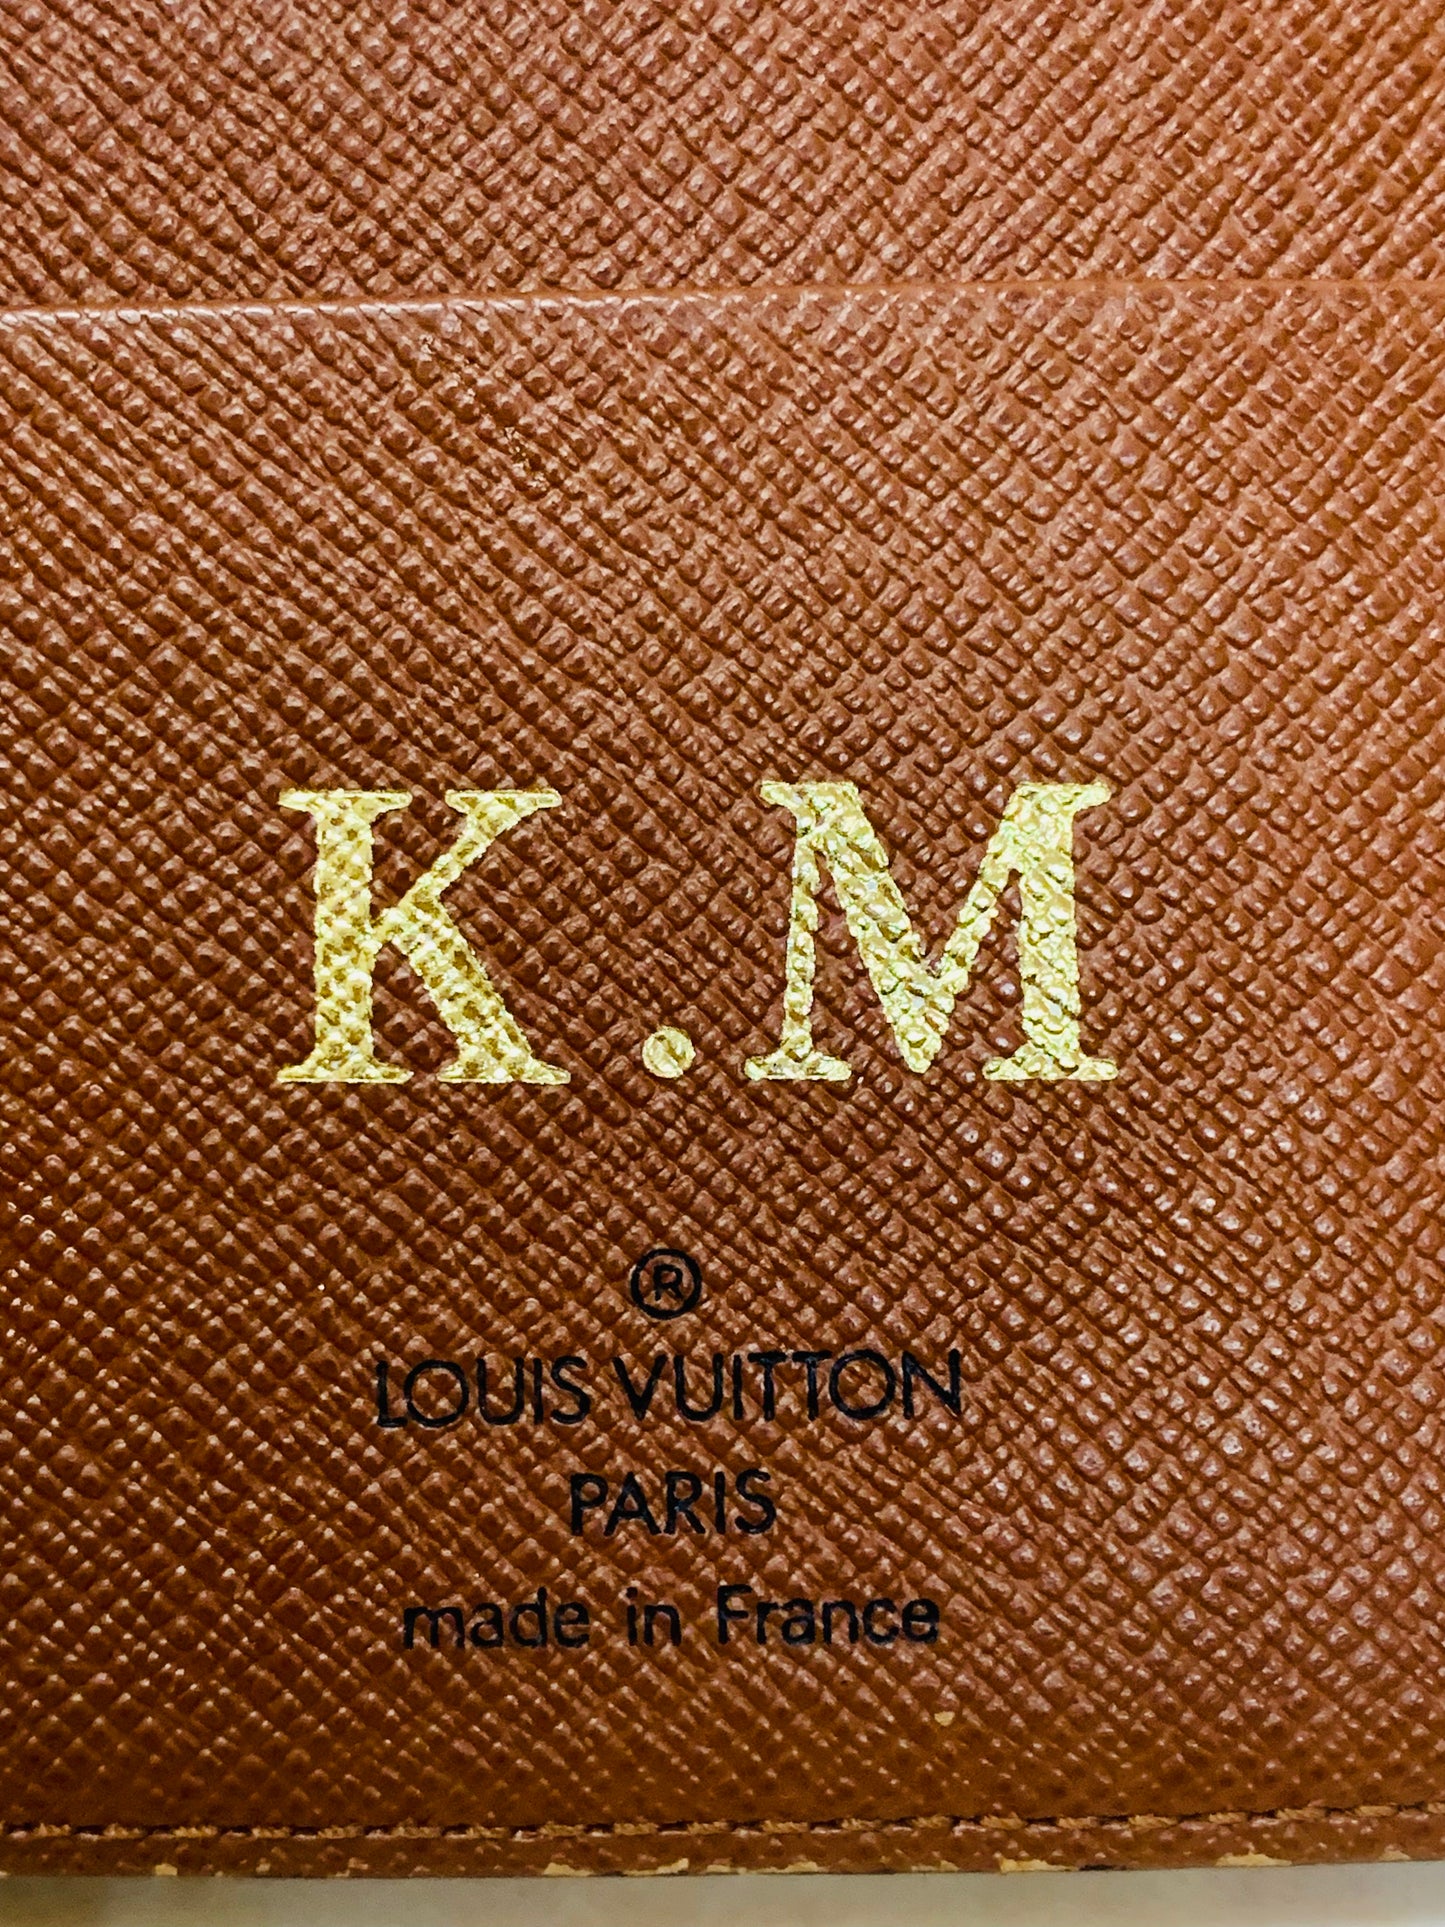 K.M
®
LOUIS VUITTON
PARIS
made in France